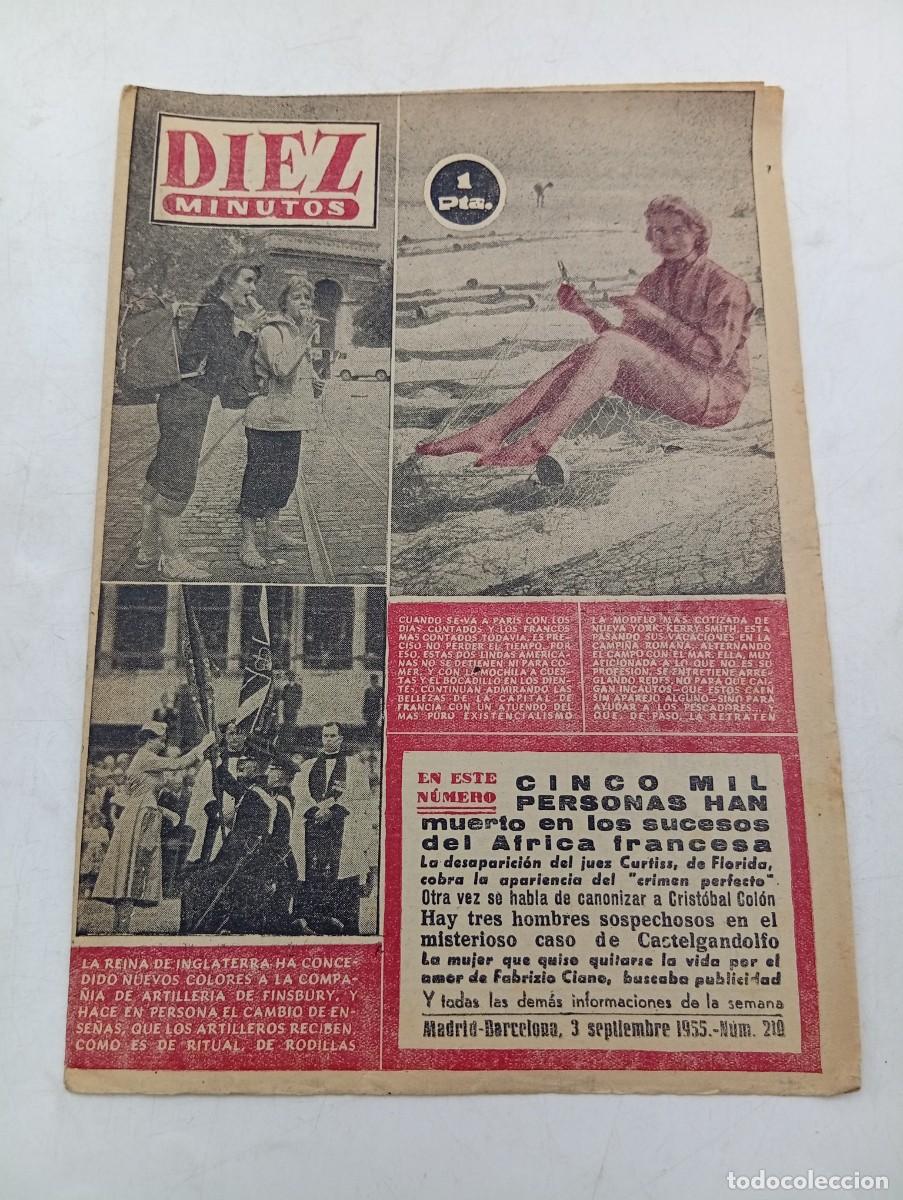 DIEZ
MINUTOS
1
Pta.
CUANDO SE VA A PARIS CON LOS
DIAS CONTADOS Y LOS FRANCOS
MAS CONTADOS TODAVIA, ES PRECI-
SO NO PERDER EL TIEMPO. POR
ESO, ESTAS DOS LINDAS AMERICA-
NAS NO SE DETIENEN NI PARA CO-
MER, Y CON LA MOCHILA A CUES-
TAS Y EL BOCADILLO EN LOS DIEN-
TES, CONTINUAN ADMIRANDO LAS
BELLEZAS DE LA CAPITAL DE
FRANCIA CON UN ATUENDO DEL
MAS PURO EXISTENCIALISMO
LA MODELO MAS COTIZADA DE
NUEVA YORK, KERRY SMITH, ESTA
PASANDO SUS VACACIONES EN LA
CAMPIÑA ROMANA, ALTERNANDO
CAMPO CON EL MAR. ELLA, MUY
AFICIONADA A LO QUE NO ES SU
PROFESION, SE ENTRETIENE ARRE-
GLANDO REDES, NO PARA QUE CAI-
GAN INCAUTOS—QUE ESTOS CAEN
SIN APAREJO ALGUNO—SINO PARA
AYUDAR A LOS PESCADORES... Y
QUE, DE PASO, LA RETRATEN
EN ESTE
NÚMERO
CINCO MIL
PERSONAS HAN
muerto en los sucesos
del Africa francesa
La desaparición del juez Curtiss, de Florida,
cobra la apariencia del "crimen perfecto"
Otra vez se habla de canonizar a Cristóbal Colón
Hay tres hombres sospechosos en el
misterioso caso de Castelgandolfo
La mujer que quiso quitarse la vida por el
amor de Fabrizio Ciano, buscaba publicidad
Y todas las demás informaciones de la semana
Madrid-Barcelona, 3 septiembre 1955.-Núm. 210
LA REINA DE INGLATERRA HA CONCE-
DIDO NUEVOS COLORES A LA COMPA-
ÑIA DE ARTILLERIA DE FINSBURY, Y
HACE EN PERSONA EL CAMBIO DE EN-
SEÑAS, QUE LOS ARTILLEROS RECIBEN,
COMO ES DE RITUAL, DE RODILLAS
todocoleccion